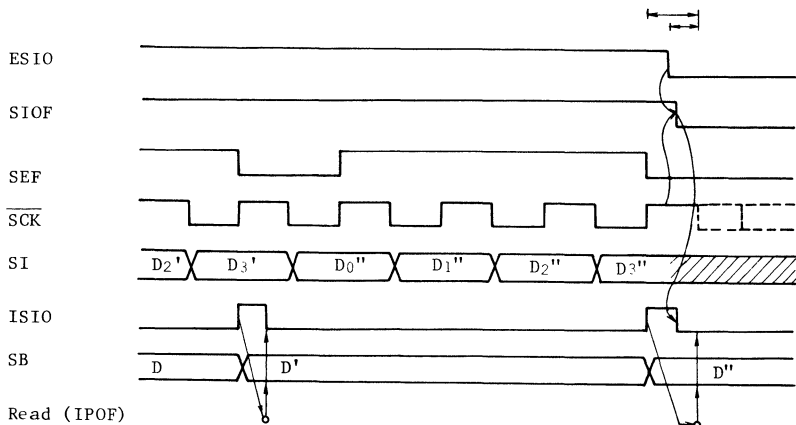 ESIO
SIOF
SEF
SCK
SI D2' D3' D0" D1" D2" D3"
ISIO
SB D D' D"
Read (IPOF)